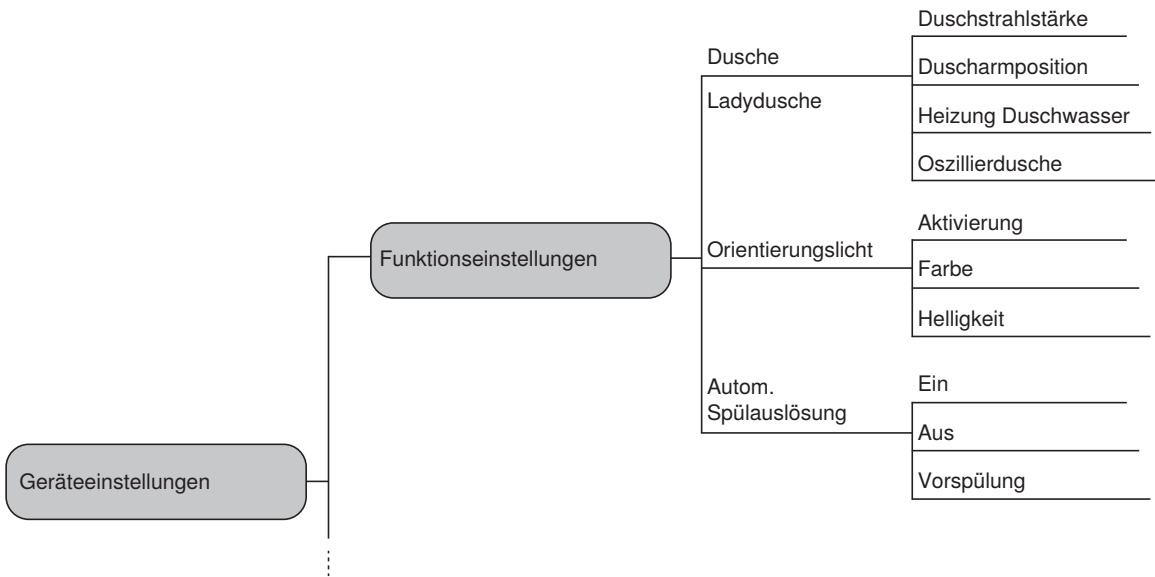 Duschstrahlstärke
Dusche
Duscharmposition
Ladydusche
Heizung Duschwasser
Oszillierdusche
Aktivierung
Funktionseinstellungen
Orientierungslicht
Farbe
Helligkeit
Autom.
Spülauslösung
Ein
Aus
Geräteeinstellungen
Vorspülung